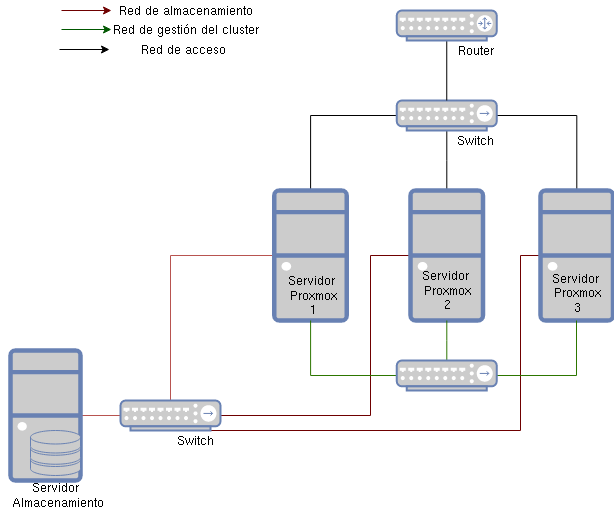 Red de almacenamiento
Red de gestión del cluster
Red de acceso
Router
Switch
Servidor
Proxmox
1
Servidor
Proxmox
2
Servidor
Proxmox
3
Switch
Servidor
Almacenamiento